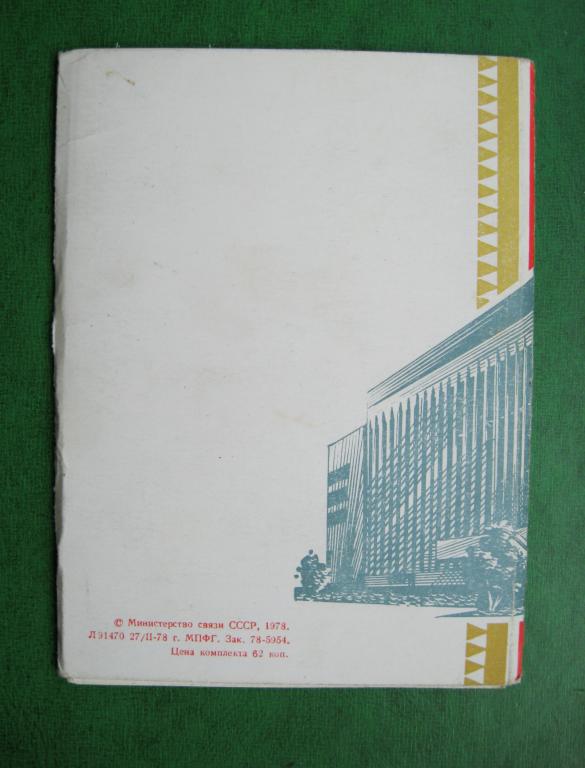 © Министерство связи СССР, 1978.
Л 91470 27/II-78 г. МПФГ. Зак. 78-5954.
Цена комплекта 62 коп.